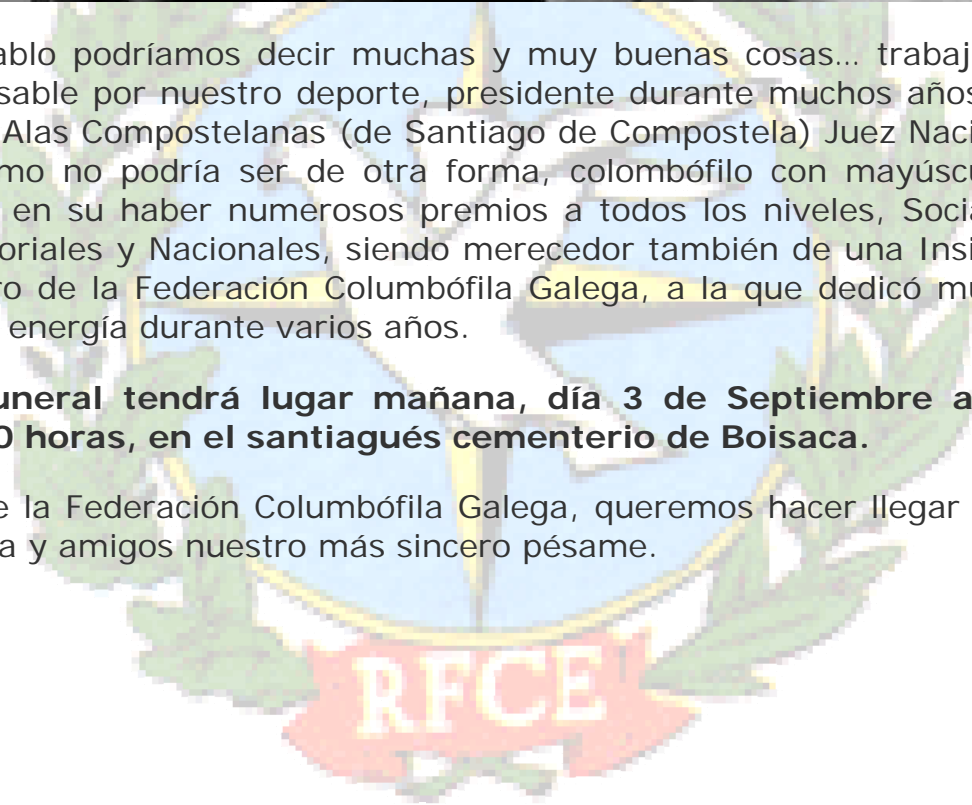 ablo podríamos decir muchas y muy buenas cosas... trabaj
sable por nuestro deporte, presidente durante muchos años
Alas Compostelanas (de Santiago de Compostela) Juez Naci
mo no podría ser de otra forma, colombófilo con mayúscu
en su haber numerosos premios a todos los niveles, Socia
oriales y Nacionales, siendo merecedor también de una Insi
ro de la Federación Columbófila Galega, a la que dedicó mu
energía durante varios años.
uneral tendrá lugar mañana, día 3 de Septiembre a
0 horas, en el santiagués cementerio de Boisaca.
e la Federación Columbófila Galega, queremos hacer llegar
a y amigos nuestro más sincero pésame.
RFCE